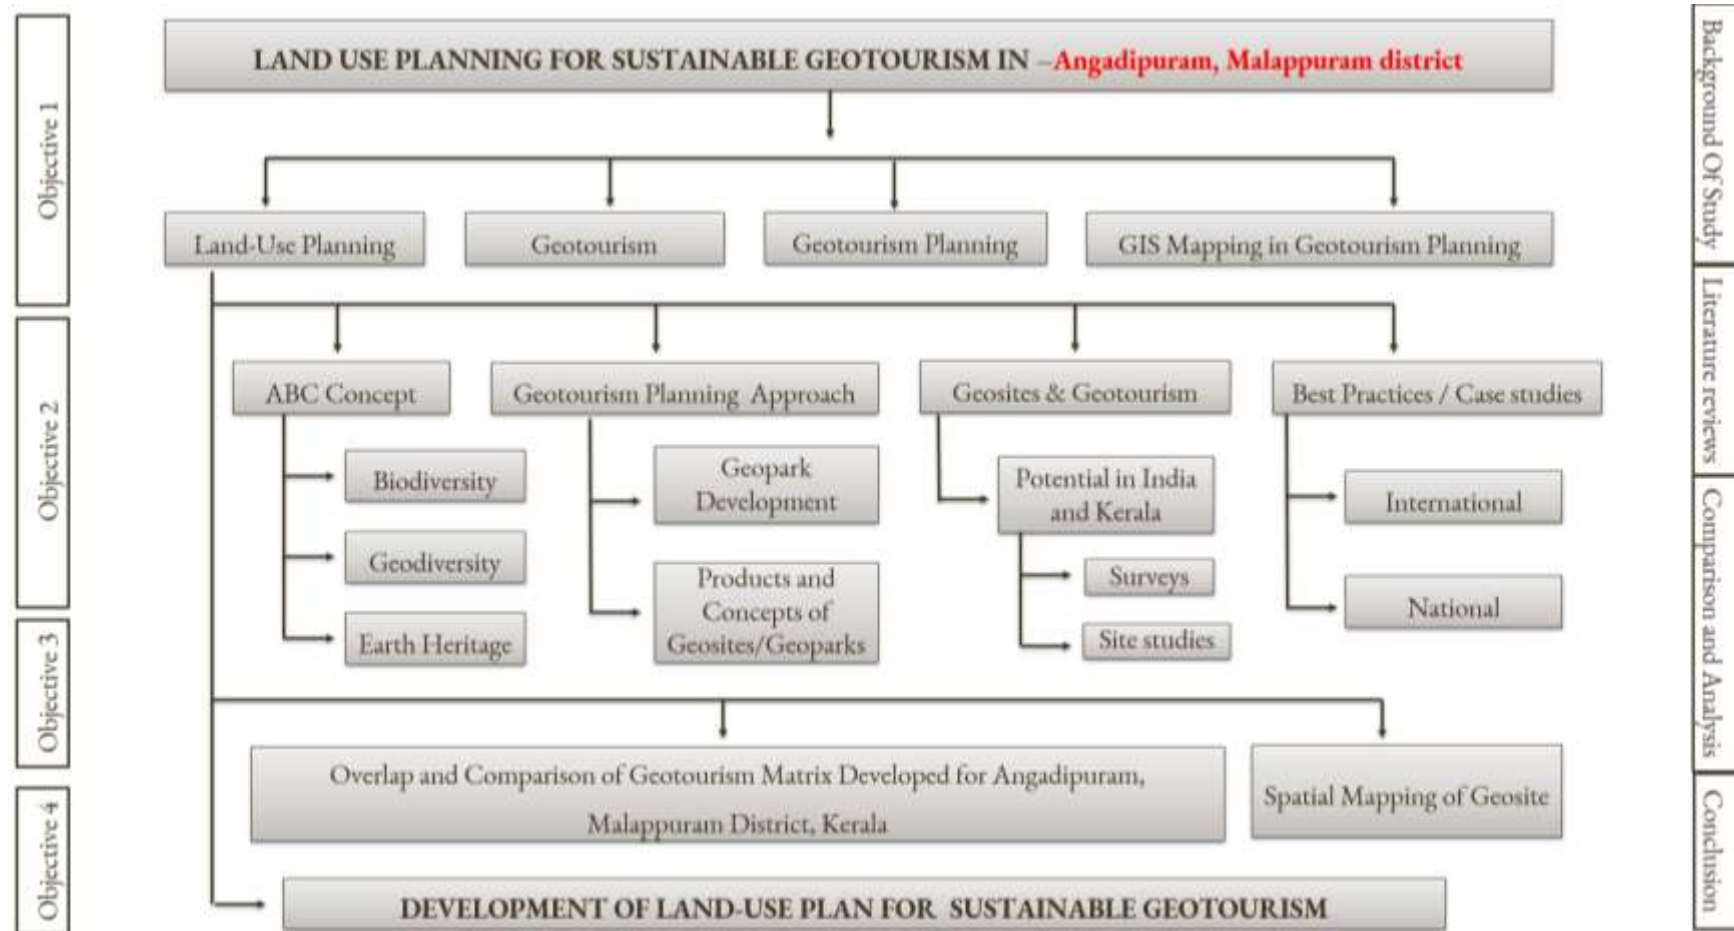 LAND USE PLANNING FOR SUSTAINABLE GEOTOURISM IN –Angadipuram, Malappuram district
Objective 1
Background Of Study
Land-Use Planning
Geotourism
Geotourism Planning
GIS Mapping in Geotourism Planning
Objective 2
Literature reviews
ABC Concept
Geotourism Planning Approach
Geosites & Geotourism
Best Practices / Case studies
Biodiversity
Geodiversity
Earth Heritage
Geopark
Development
Products and
Concepts of
Geosites/Geoparks
Potential in India
and Kerala
Surveys
Site studies
International
National
Objective 3
Comparison and Analysis
Overlap and Comparison of Geotourism Matrix Developed for Angadipuram,
Malappuram District, Kerala
Spatial Mapping of Geosite
Objective 4
Conclusion
DEVELOPMENT OF LAND-USE PLAN FOR SUSTAINABLE GEOTOURISM